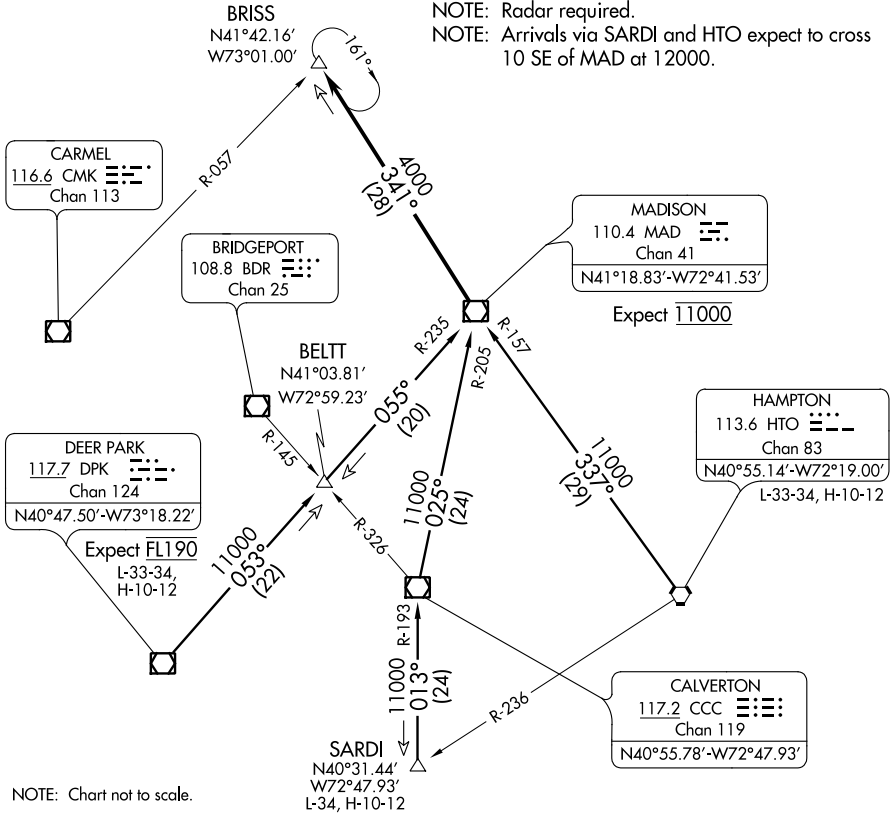 BRISS
N41°42.16′
W73°01.00′
161°
NOTE: Radar required.
NOTE: Arrivals via SARDI and HTO expect to cross
10 SE of MAD at 12000.
CARMEL
116.6 CMK
Chan 113
R-057
4000
341°
(28)
MADISON
110.4 MAD
Chan 41
N41°18.83′-W72°41.53′
Expect 11000
BRIDGEPORT
108.8 BDR
Chan 25
R-235
R-205
R-157
BELTT
N41°03.81′
W72°59.23′
055°
(20)
R-145
HAMPTON
113.6 HTO
Chan 83
N40°55.14′-W72°19.00′
L-33-34, H-10-12
DEER PARK
117.7 DPK
Chan 124
N40°47.50′-W73°18.22′
Expect FL190
L-33-34,
H-10-12
11000
053°
(22)
R-326
11000
025°
(24)
11000
337°
(29)
R-193
11000
013°
(24)
R-236
CALVERTON
117.2 CCC
Chan 119
N40°55.78′-W72°47.93′
SARDI
N40°31.44′
W72°47.93′
L-34, H-10-12
NOTE: Chart not to scale.